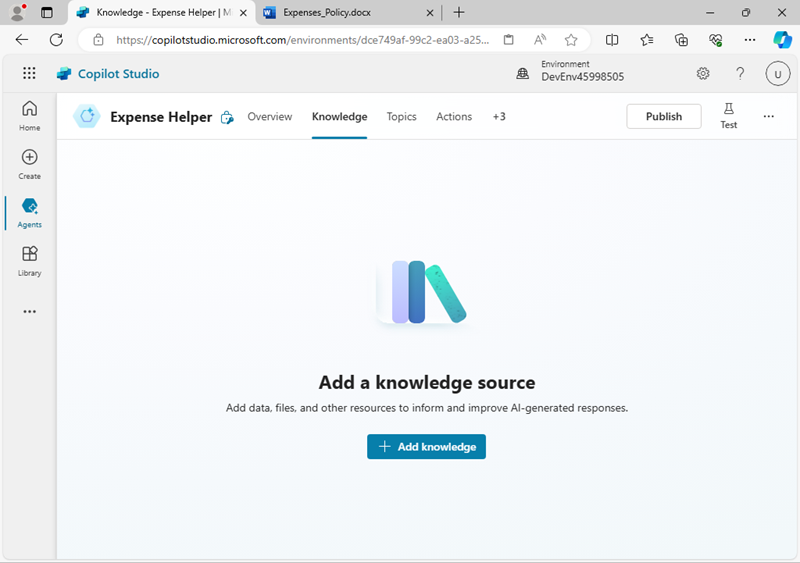 Knowledge - Expense Helper | M
Expenses_Policy.docx
https://copilotstudio.microsoft.com/environments/dce749af-99c2-ea03-a25...
Copilot Studio
Environment
DevEnv45998505
?
U
Home
Create
Agents
Library
Expense Helper
Overview
Knowledge
Topics
Actions
+3
Publish
Test
Add a knowledge source
Add data, files, and other resources to inform and improve AI-generated responses.
Add knowledge